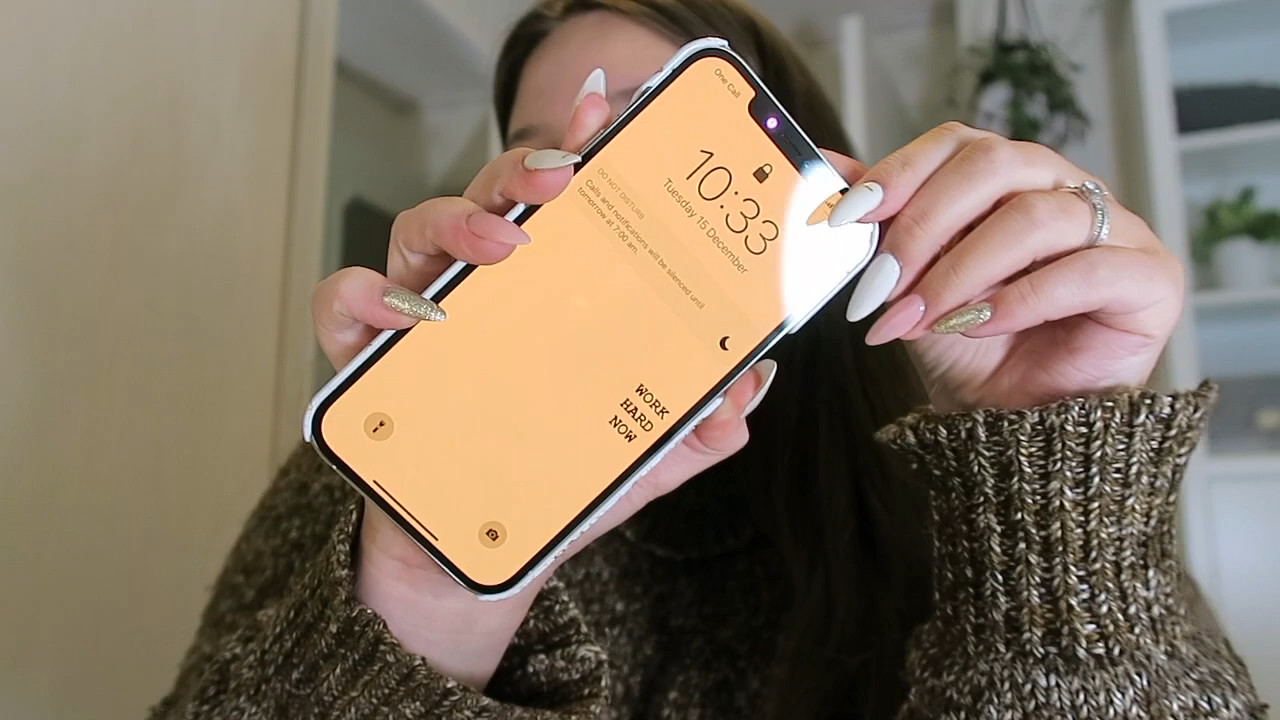 One Call
10:33
Tuesday 15 December
DO NOT DISTURB
Calls and notifications will be silenced until
tomorrow at 7:00 am.
WORK
HARD
NOW